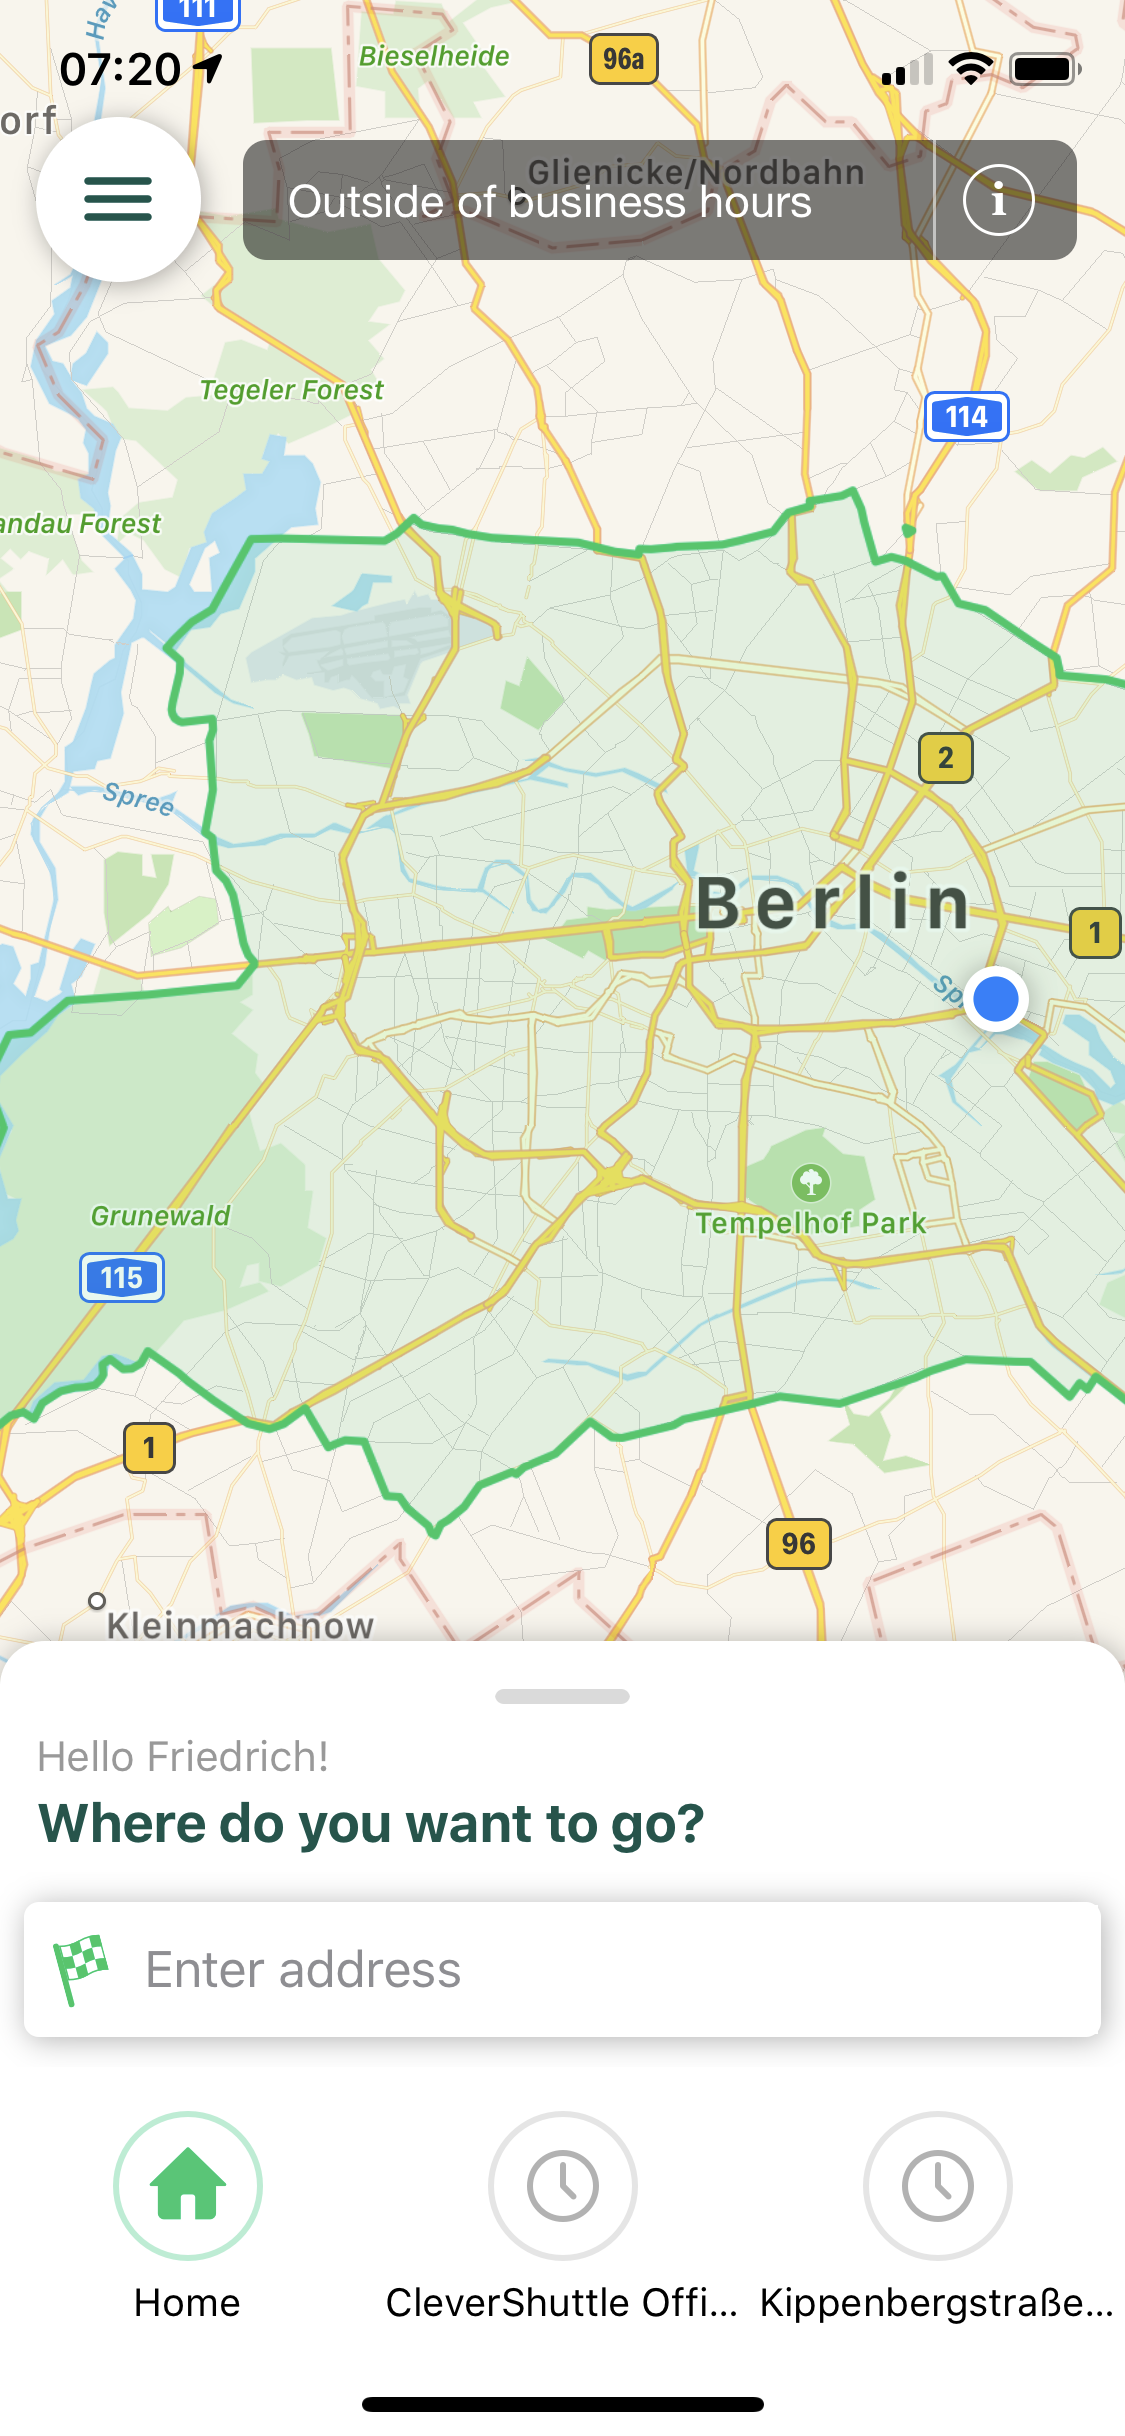 111
Hav
07:20
Bieselheide
96a
orf
Glienicke/Nordbahn
Outside of business hours
i
Tegeler Forest
114
andau Forest
2
Spree
Berlin
1
Spr
Tempelhof Park
Grunewald
115
1
96
Kleinmachnow
Hello Friedrich!
Where do you want to go?
Enter address
Home
CleverShuttle Offi...
Kippenbergstraße...